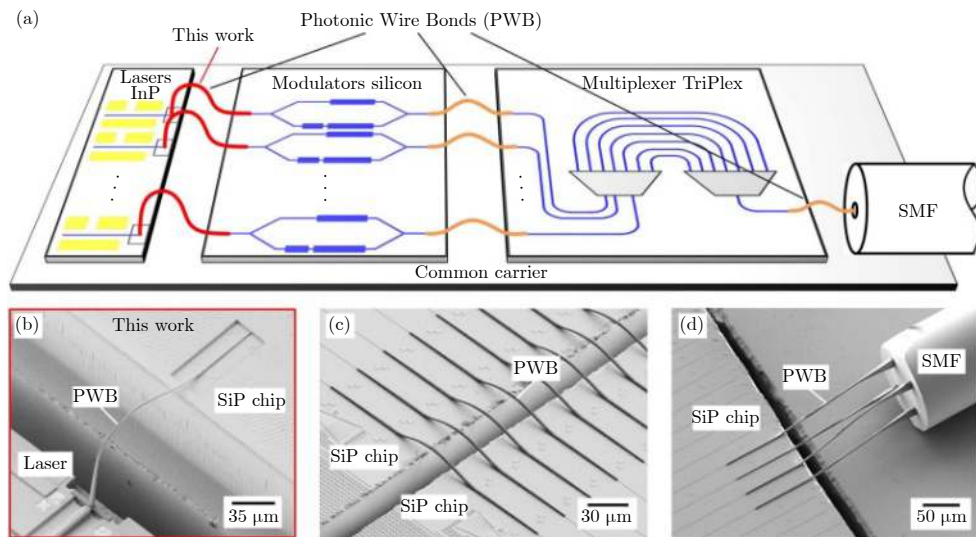 (a)
Photonic Wire Bonds (PWB)
This work
Lasers
InP
Modulators silicon
Multiplexer TriPlex
SMF
Common carrier
(b)
This work
PWB
SiP chip
Laser
35 μm
(c)
PWB
SiP chip
SiP chip
30 μm
(d)
SMF
PWB
SiP chip
50 μm